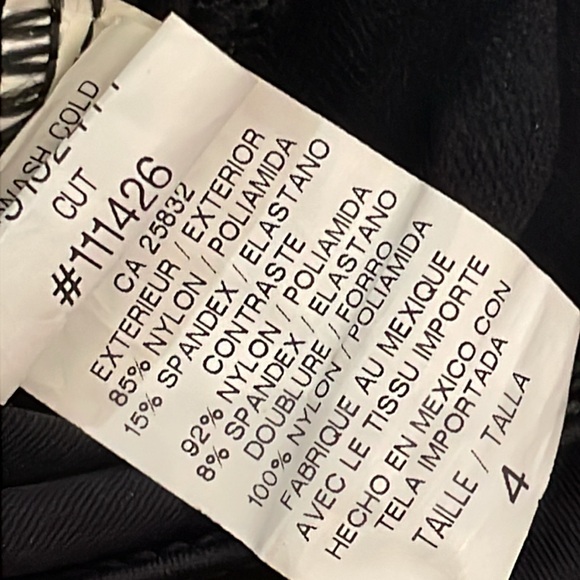 WASH COLD
CUT
#111426
CA 25832
EXTERIEUR / EXTERIOR
85% NYLON / POLIAMIDA
15% SPANDEX / ELASTANO
CONTRASTE
92% NYLON / POLIAMIDA
8% SPANDEX / ELASTANO
DOUBLURE / FORRO
100% NYLON / POLIAMIDA
FABRIQUE AU MEXIQUE
AVEC LE TISSU IMPORTE
HECHO EN MEXICO CON
TELA IMPORTADA
TAILLE / TALLA
4